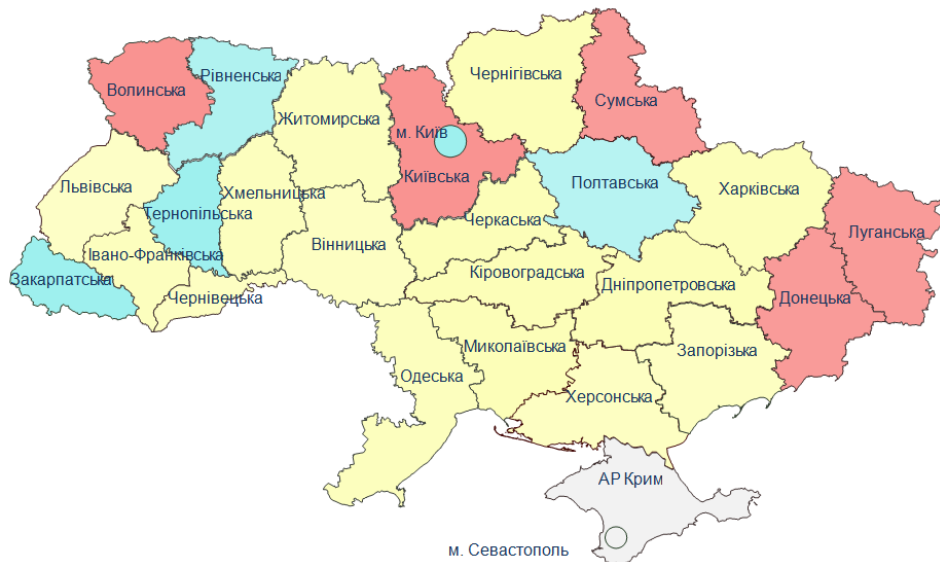 Чернігівська
Рівненська
Волинська
Сумська
Житомирська
м. Київ
Київська
Полтавська
Харківська
Львівська
Хмельницька
Тернопільська
Черкаська
Луганська
Вінницька
Івано-Франківська
Закарпатська
Кіровоградська
Дніпропетровська
Чернівецька
Донецька
Миколаївська
Запорізька
Одеська
Херсонська
АР Крим
м. Севастополь